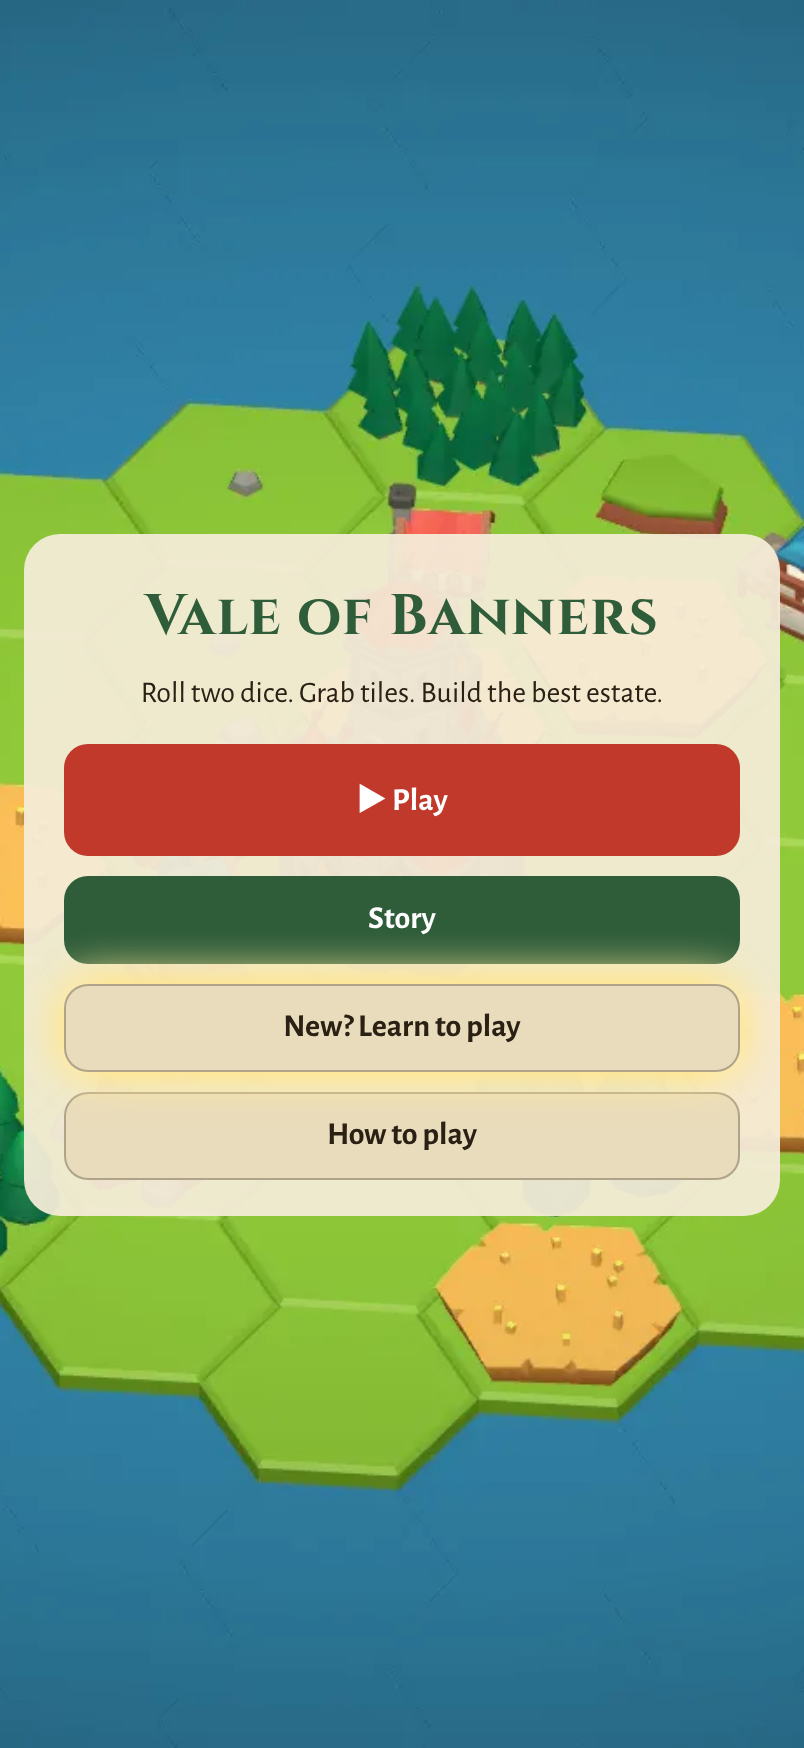 Vale of Banners
Roll two dice. Grab tiles. Build the best estate.
▶ Play
Story
New? Learn to play
How to play